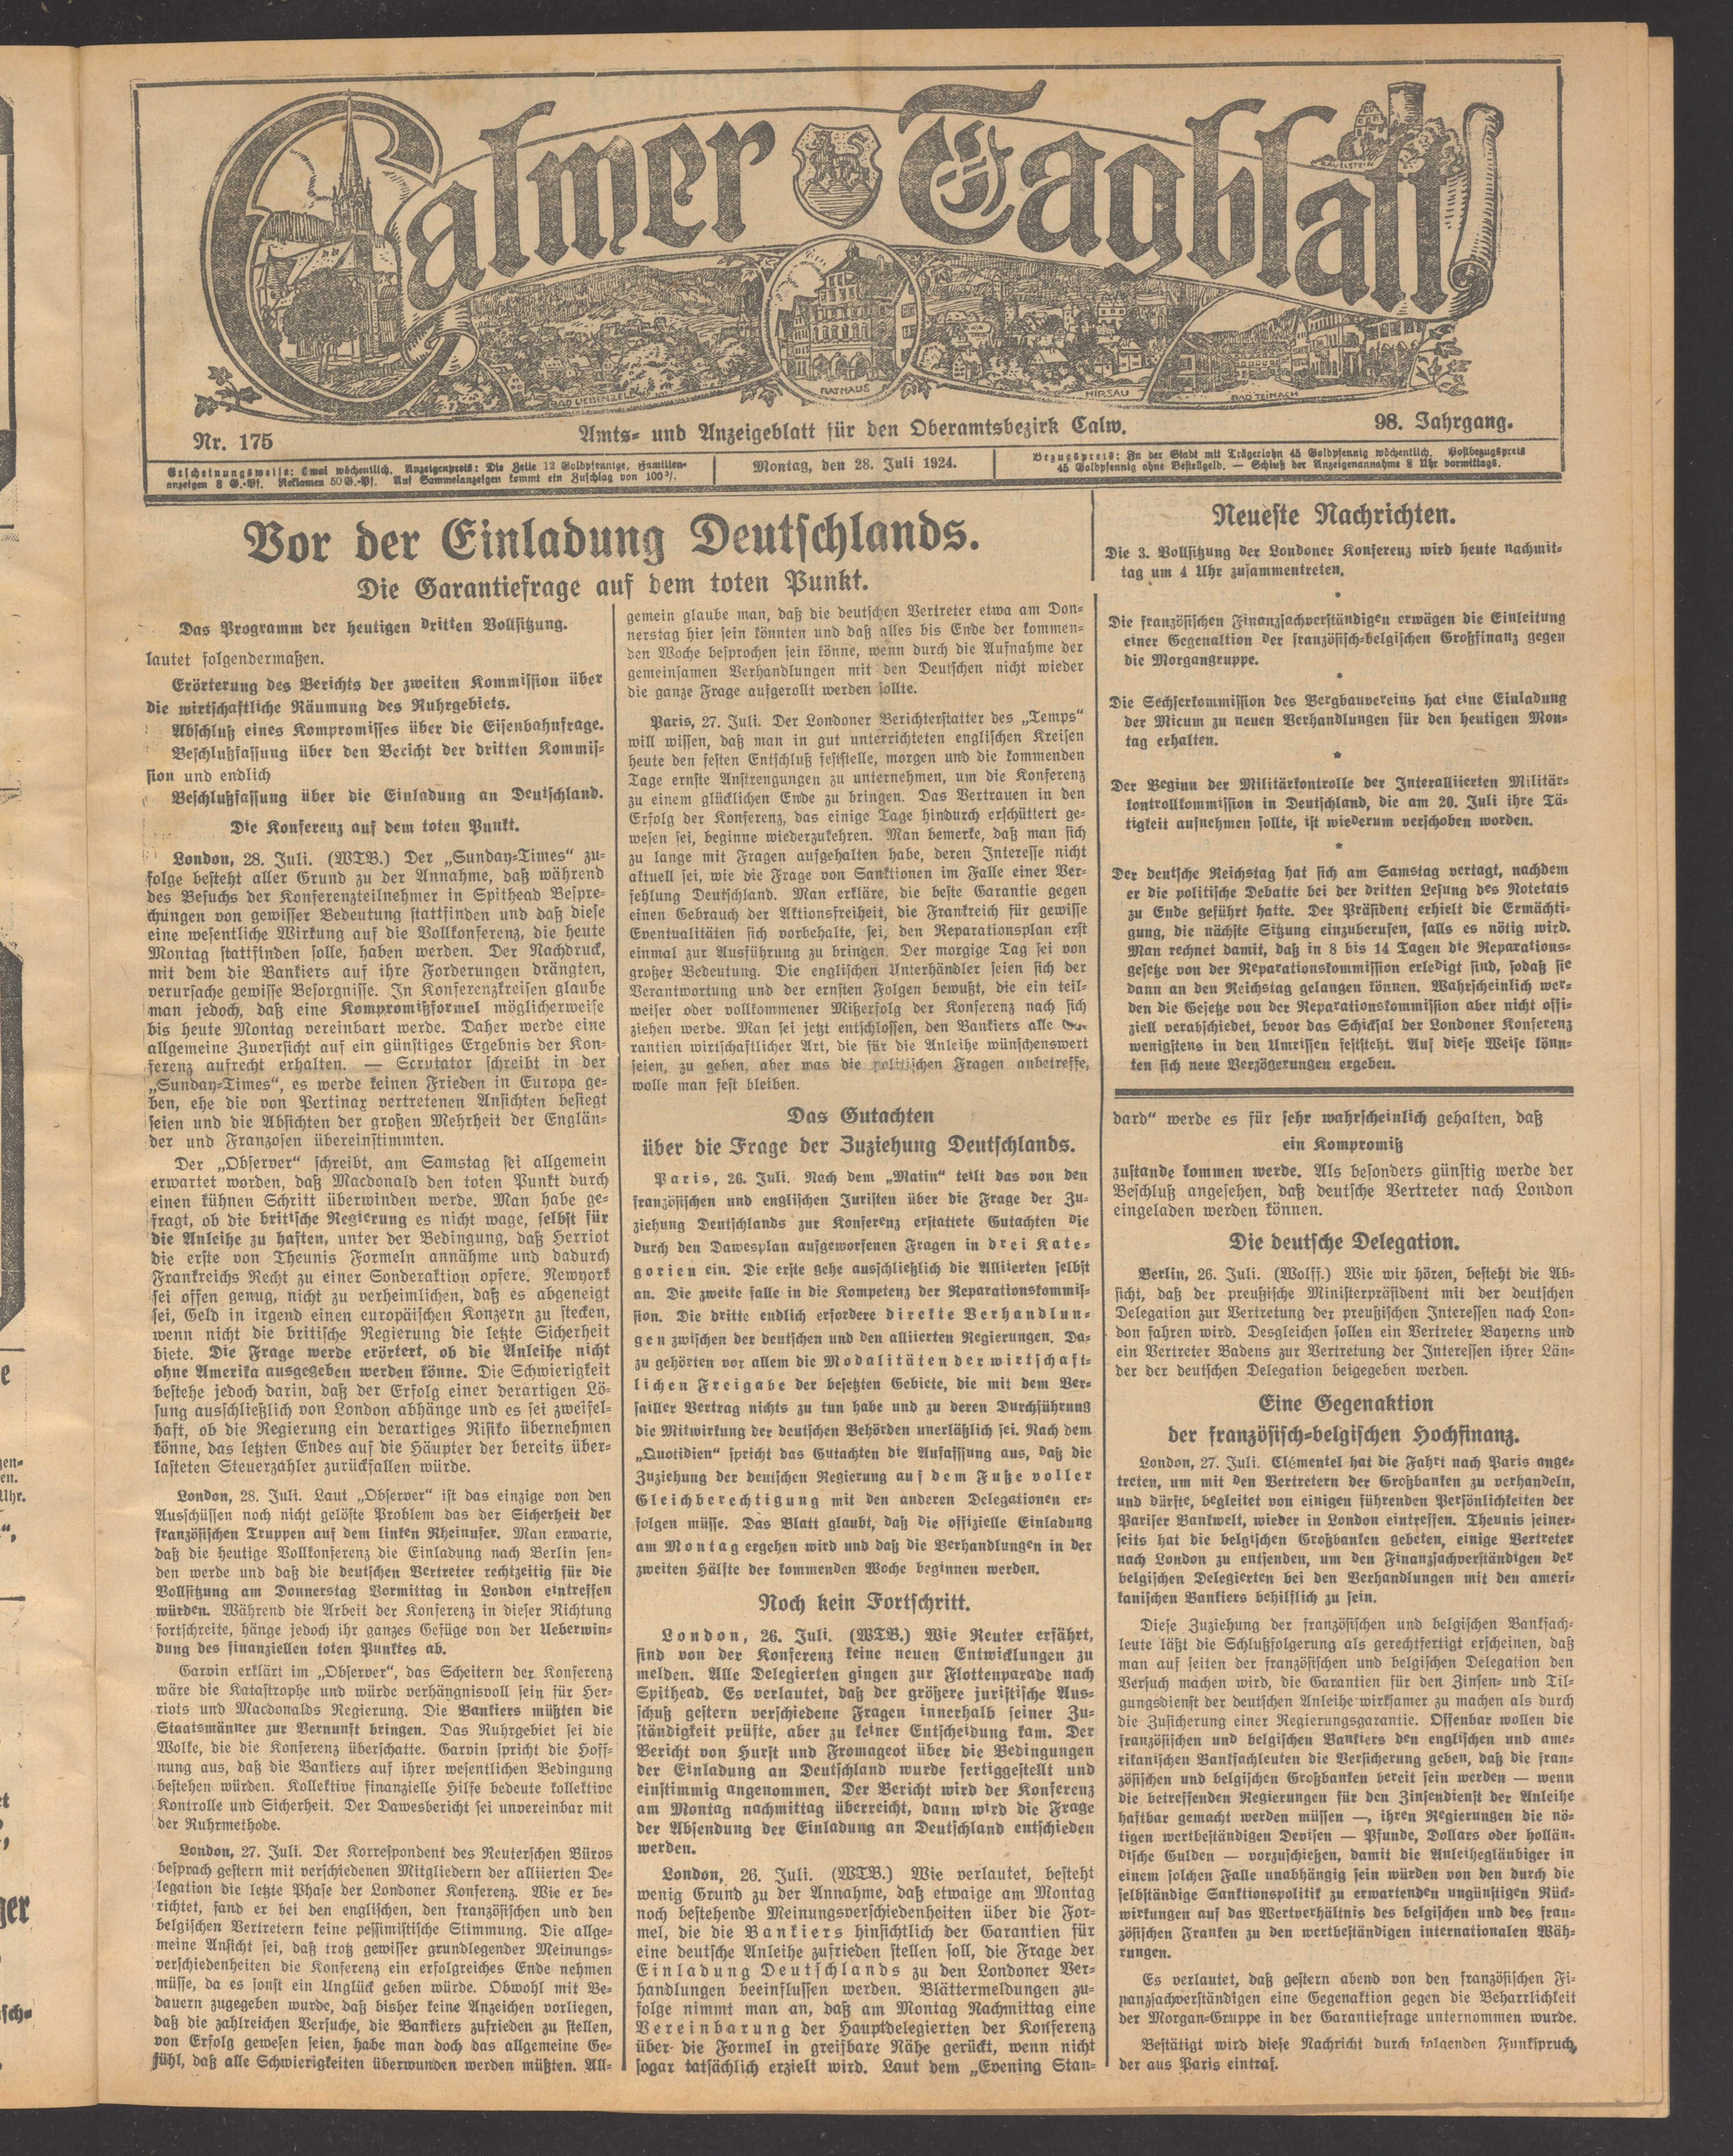 Calwer Tagblatt
ZAVELSTEIN
BAD LIEBENZELL
RATHAUS
HIRSAU
BAD TEINACH
Nr. 175
Amts- und Anzeigeblatt für den Oberamtsbezirk Calw.
98. Jahrgang.
Erscheinungsweise: 6mal wöchentlich. Anzeigenpreis: Die Zeile 12 Goldpfennige, Familien-
anzeigen 8 G.-Pf. Reklamen 50 G.-Pf. Auf Sammelanzeigen kommt ein Zuschlag von 100%.
Montag, den 28. Juli 1924.
Bezugspreis: In der Stadt mit Trägerlohn 45 Goldpfennig wöchentlich. Postbezugspreis
45 Goldpfennig ohne Bestellgeld. — Schluß der Anzeigenannahme 8 Uhr vormittags.
Vor der Einladung Deutschlands.
Die Garantiefrage auf dem toten Punkt.
Das Programm der heutigen dritten Vollsitzung.
lautet folgendermaßen.
Erörterung des Berichts der zweiten Kommission über
die wirtschaftliche Räumung des Ruhrgebiets.
Abschluß eines Kompromisses über die Eisenbahnfrage.
Beschlußfassung über den Bericht der dritten Kommis-
sion und endlich
Beschlußfassung über die Einladung an Deutschland.
Die Konferenz auf dem toten Punkt.
London, 28. Juli. (WTB.) Der „Sunday-Times“ zu-
folge besteht aller Grund zu der Annahme, daß während
des Besuchs der Konferenzteilnehmer in Spithead Bespre-
chungen von gewisser Bedeutung stattfinden und daß diese
eine wesentliche Wirkung auf die Vollkonferenz, die heute
Montag stattfinden solle, haben werden. Der Nachdruck,
mit dem die Bankiers auf ihre Forderungen drängten,
verursache gewisse Besorgnisse. In Konferenzkreisen glaube
man jedoch, daß eine Kompromißformel möglicherweise
bis heute Montag vereinbart werde. Daher werde eine
allgemeine Zuversicht auf ein günstiges Ergebnis der Kon-
ferenz aufrecht erhalten. — Scrutator schreibt in der
„Sunday-Times“, es werde keinen Frieden in Europa ge-
ben, ehe die von Pertinax vertretenen Ansichten besiegt
seien und die Absichten der großen Mehrheit der Englän-
der und Franzosen übereinstimmten.
Der „Observer“ schreibt, am Samstag sei allgemein
erwartet worden, daß Macdonald den toten Punkt durch
einen kühnen Schritt überwinden werde. Man habe ge-
fragt, ob die britische Regierung es nicht wage, selbst für
die Anleihe zu haften, unter der Bedingung, daß Herriot
die erste von Theunis Formeln annähme und dadurch
Frankreichs Recht zu einer Sonderaktion opfere. Newyork
sei offen genug, nicht zu verheimlichen, daß es abgeneigt
sei, Geld in irgend einen europäischen Konzern zu stecken,
wenn nicht die britische Regierung die letzte Sicherheit
biete. Die Frage werde erörtert, ob die Anleihe nicht
ohne Amerika ausgegeben werden könne. Die Schwierigkeit
bestehe jedoch darin, daß der Erfolg einer derartigen Lö-
sung ausschließlich von London abhänge und es sei zweifel-
haft, ob die Regierung ein derartiges Risiko übernehmen
könne, das letzten Endes auf die Häupter der bereits über-
lasteten Steuerzahler zurückfallen würde.
London, 28. Juli. Laut „Observer“ ist das einzige von den
Ausschüssen noch nicht gelöste Problem das der Sicherheit der
französischen Truppen auf dem linken Rheinufer. Man erwarte,
daß die heutige Vollkonferenz die Einladung nach Berlin sen-
den werde und daß die deutschen Vertreter rechtzeitig für die
Vollsitzung am Donnerstag Vormittag in London eintreffen
würden. Während die Arbeit der Konferenz in dieser Richtung
fortschreite, hänge jedoch ihr ganzes Gefüge von der Ueberwin-
dung des finanziellen toten Punktes ab.
Garvin erklärt im „Observer“, das Scheitern der Konferenz
wäre die Katastrophe und würde verhängnisvoll sein für Her-
riots und Macdonalds Regierung. Die Bankiers müßten die
Staatsmänner zur Vernunft bringen. Das Ruhrgebiet sei die
Wolke, die die Konferenz überschatte. Garvin spricht die Hoff-
nung aus, daß die Bankiers auf ihrer wesentlichen Bedingung
bestehen würden. Kollektive finanzielle Hilfe bedeute kollektive
Kontrolle und Sicherheit. Der Dawesbericht sei unvereinbar mit
der Ruhrmethode.
London, 27. Juli. Der Korrespondent des Reuterschen Büros
besprach gestern mit verschiedenen Mitgliedern der alliierten De-
legation die letzte Phase der Londoner Konferenz. Wie er be-
richtet, fand er bei den englischen, den französischen und den
belgischen Vertretern keine pessimistische Stimmung. Die allge-
meine Ansicht sei, daß trotz gewisser grundlegender Meinungs-
verschiedenheiten die Konferenz ein erfolgreiches Ende nehmen
müsse, da es sonst ein Unglück geben würde. Obwohl mit Be-
dauern zugegeben wurde, daß bisher keine Anzeichen vorliegen,
daß die zahlreichen Versuche, die Bankiers zufrieden zu stellen,
von Erfolg gewesen seien, habe man doch das allgemeine Ge-
fühl, daß alle Schwierigkeiten überwunden werden müßten. All-
gemein glaube man, daß die deutschen Vertreter etwa am Don-
nerstag hier sein könnten und daß alles bis Ende der kommen-
den Woche besprochen sein könne, wenn durch die Aufnahme der
gemeinsamen Verhandlungen mit den Deutschen nicht wieder
die ganze Frage aufgerollt werden sollte.
Paris, 27. Juli. Der Londoner Berichterstatter des „Temps“
will wissen, daß man in gut unterrichteten englischen Kreisen
heute den festen Entschluß feststelle, morgen und die kommenden
Tage ernste Anstrengungen zu unternehmen, um die Konferenz
zu einem glücklichen Ende zu bringen. Das Vertrauen in den
Erfolg der Konferenz, das einige Tage hindurch erschüttert ge-
wesen sei, beginne wiederzukehren. Man bemerke, daß man sich
zu lange mit Fragen aufgehalten habe, deren Interesse nicht
aktuell sei, wie die Frage von Sanktionen im Falle einer Ver-
fehlung Deutschland. Man erkläre, die beste Garantie gegen
einen Gebrauch der Aktionsfreiheit, die Frankreich für gewisse
Eventualitäten sich vorbehalte, sei, den Reparationsplan erst
einmal zur Ausführung zu bringen. Der morgige Tag sei von
großer Bedeutung. Die englischen Unterhändler seien sich der
Verantwortung und der ernsten Folgen bewußt, die ein teil-
weiser oder vollkommener Mißerfolg der Konferenz nach sich
ziehen werde. Man sei jetzt entschlossen, den Bankiers alle Ga-
rantien wirtschaftlicher Art, die für die Anleihe wünschenswert
seien, zu geben, aber was die politischen Fragen anbetreffe,
wolle man fest bleiben.
Das Gutachten
über die Frage der Zuziehung Deutschlands.
Paris, 26. Juli. Nach dem „Matin“ teilt das von den
französischen und englischen Juristen über die Frage der Zu-
ziehung Deutschlands zur Konferenz erstattete Gutachten die
durch den Dawesplan aufgeworfenen Fragen in drei Kate-
gorien ein. Die erste gehe ausschließlich die Alliierten selbst
an. Die zweite falle in die Kompetenz der Reparationskommis-
sion. Die dritte endlich erfordere direkte Verhandlun-
gen zwischen der deutschen und den alliierten Regierungen. Da-
zu gehörten vor allem die Modalitäten der wirtschaft-
lichen Freigabe der besetzten Gebiete, die mit dem Ver-
sailler Vertrag nichts zu tun habe und zu deren Durchführung
die Mitwirkung der deutschen Behörden unerläßlich sei. Nach dem
„Quotidien“ spricht das Gutachten die Aufafssung aus, daß die
Zuziehung der deutschen Regierung auf dem Fuße voller
Gleichberechtigung mit den anderen Delegationen er-
folgen müsse. Das Blatt glaubt, daß die offizielle Einladung
am Montag ergehen wird und daß die Verhandlungen in der
zweiten Hälfte der kommenden Woche beginnen werden.
Noch kein Fortschritt.
London, 26. Juli. (WTB.) Wie Reuter erfährt,
sind von der Konferenz keine neuen Entwicklungen zu
melden. Alle Delegierten gingen zur Flottenparade nach
Spithead. Es verlautet, daß der größere juristische Aus-
schuß gestern verschiedene Fragen innerhalb seiner Zu-
ständigkeit prüfte, aber zu keiner Entscheidung kam. Der
Bericht von Hurst und Fromageot über die Bedingungen
der Einladung an Deutschland wurde fertiggestellt und
einstimmig angenommen. Der Bericht wird der Konferenz
am Montag nachmittag überreicht, dann wird die Frage
der Absendung der Einladung an Deutschland entschieden
werden.
London, 26. Juli. (WTB.) Wie verlautet, besteht
wenig Grund zu der Annahme, daß etwaige am Montag
noch bestehende Meinungsverschiedenheiten über die For-
mel, die die Bankiers hinsichtlich der Garantien für
eine deutsche Anleihe zufrieden stellen soll, die Frage der
Einladung Deutschlands zu den Londoner Ver-
handlungen beeinflussen werden. Blättermeldungen zu-
folge nimmt man an, daß am Montag Nachmittag eine
Vereinbarung der Hauptdelegierten der Konferenz
über die Formel in greifbare Nähe gerückt, wenn nicht
sogar tatsächlich erzielt wird. Laut dem „Evening Stan-
Neueste Nachrichten.
Die 3. Vollsitzung der Londoner Konferenz wird heute nachmit-
tag um 4 Uhr zusammentreten.
*
Die französischen Finanzsachverständigen erwägen die Einleitung
einer Gegenaktion der französisch-belgischen Großfinanz gegen
die Morgangruppe.
*
Die Sechserkommission des Bergbauvereins hat eine Einladung
der Micum zu neuen Verhandlungen für den heutigen Mon-
tag erhalten.
*
Der Beginn der Militärkontrolle der Interalliierten Militär-
kontrollkommission in Deutschland, die am 20. Juli ihre Tä-
tigkeit aufnehmen sollte, ist wiederum verschoben worden.
*
Der deutsche Reichstag hat sich am Samstag vertagt, nachdem
er die politische Debatte bei der dritten Lesung des Notetats
zu Ende geführt hatte. Der Präsident erhielt die Ermächti-
gung, die nächste Sitzung einzuberufen, falls es nötig wird.
Man rechnet damit, daß in 8 bis 14 Tagen die Reparations-
gesetze von der Reparationskommission erledigt sind, sodaß sie
dann an den Reichstag gelangen können. Wahrscheinlich wer-
den die Gesetze von der Reparationskommission aber nicht offi-
ziell verabschiedet, bevor das Schicksal der Londoner Konferenz
wenigstens in den Umrissen feststeht. Auf diese Weise könn-
ten sich neue Verzögerungen ergeben.
dard“ werde es für sehr wahrscheinlich gehalten, daß
ein Kompromiß
zustande kommen werde. Als besonders günstig werde der
Beschluß angesehen, daß deutsche Vertreter nach London
eingeladen werden können.
Die deutsche Delegation.
Berlin, 26. Juli. (Wolff.) Wie wir hören, besteht die Ab-
sicht, daß der preußische Ministerpräsident mit der deutschen
Delegation zur Vertretung der preußischen Interessen nach Lon-
don fahren wird. Desgleichen sollen ein Vertreter Bayerns und
ein Vertreter Badens zur Vertretung der Interessen ihrer Län-
der der deutschen Delegation beigegeben werden.
Eine Gegenaktion
der französisch-belgischen Hochfinanz.
London, 27. Juli. Clémentel hat die Fahrt nach Paris ange-
treten, um mit den Vertretern der Großbanken zu verhandeln,
und dürfte, begleitet von einigen führenden Persönlichkeiten der
Pariser Bankwelt, wieder in London eintreffen. Theunis seiner-
seits hat die belgischen Großbanken gebeten, einige Vertreter
nach London zu entsenden, um den Finanzsachverständigen der
belgischen Delegierten bei den Verhandlungen mit den ameri-
kanischen Bankiers behilflich zu sein.
Diese Zuziehung der französischen und belgischen Bankfach-
leute läßt die Schlußfolgerung als gerechtfertigt erscheinen, daß
man auf seiten der französischen und belgischen Delegation den
Versuch machen wird, die Garantien für den Zinsen- und Til-
gungsdienst der deutschen Anleihe wirksamer zu machen als durch
die Zusicherung einer Regierungsgarantie. Offenbar wollen die
französischen und belgischen Bankiers den englischen und ame-
rikanischen Bankfachleuten die Versicherung geben, daß die fran-
zösischen und belgischen Großbanken bereit sein werden — wenn
die betreffenden Regierungen für den Zinsendienst der Anleihe
haftbar gemacht werden müssen —, ihren Regierungen die nö-
tigen wertbeständigen Devisen — Pfunde, Dollars oder hollän-
dische Gulden — vorzuschießen, damit die Anleihegläubiger in
einem solchen Falle unabhängig sein würden von den durch die
selbständige Sanktionspolitik zu erwartenden ungünstigen Rück-
wirkungen auf das Wertverhältnis des belgischen und des fran-
zösischen Franken zu den wertbeständigen internationalen Wäh-
rungen.
Es verlautet, daß gestern abend von den französischen Fi-
nanzsachverständigen eine Gegenaktion gegen die Beharrlichkeit
der Morgan-Gruppe in der Garantiefrage unternommen wurde.
Bestätigt wird diese Nachricht durch folgenden Funkspruch,
der aus Paris eintraf.